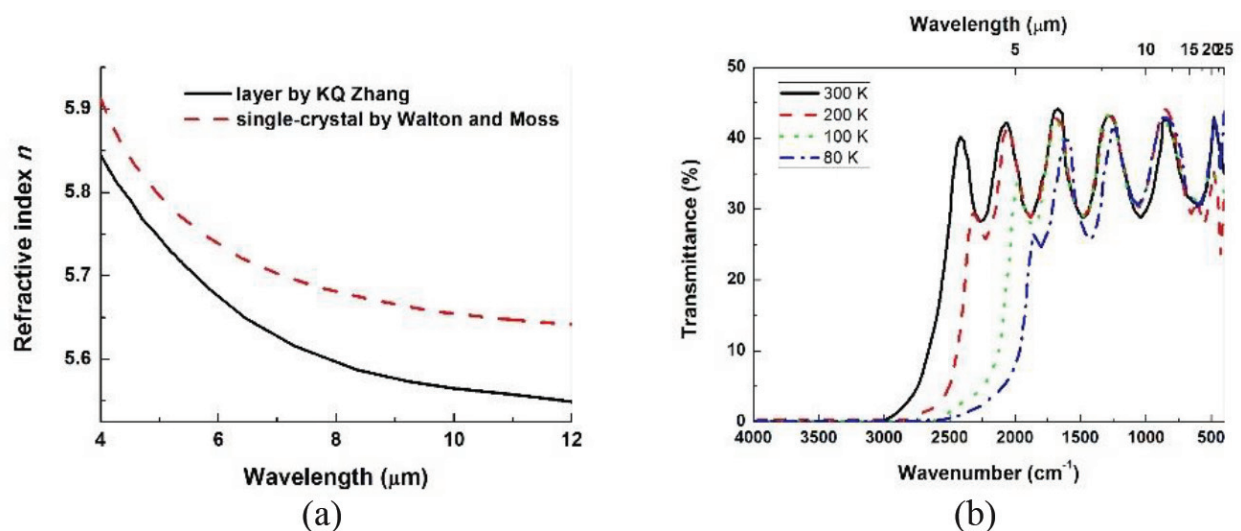 Refractive index n
5.9
5.8
5.7
5.6
layer by KQ Zhang
single-crystal by Walton and Moss
4 6 8 10 12
Wavelength (μm)
(a)
Wavelength (μm)
5 10 15 20 25
Transmittance (%)
50
40
30
20
10
0
300 K
200 K
100 K
80 K
4000 3500 3000 2500 2000 1500 1000 500
Wavenumber (cm⁻¹)
(b)